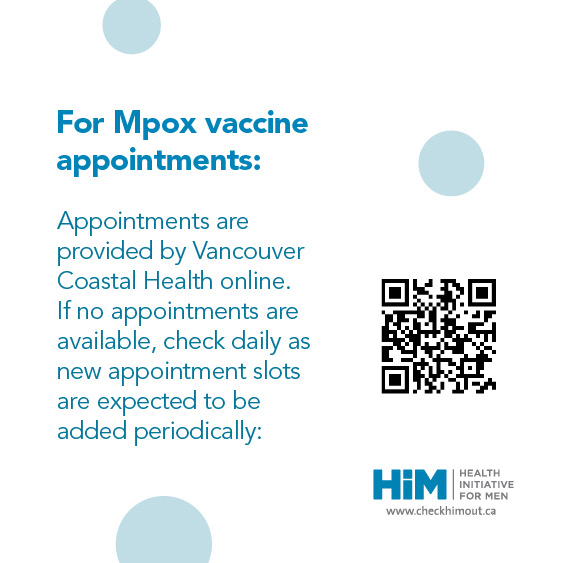 For Mpox vaccine
appointments:
Appointments are
provided by Vancouver
Coastal Health online.
If no appointments are
available, check daily as
new appointment slots
are expected to be
added periodically:
HiM
HEALTH
INITIATIVE
FOR MEN
www.checkhimout.ca